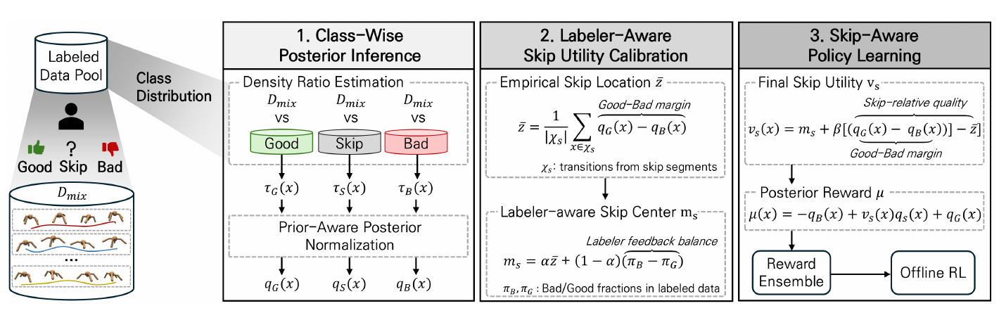 Labeled
Data Pool
Class
Distribution
?
Good Skip Bad
D_mix
...
1. Class-Wise
Posterior Inference
Density Ratio Estimation
D_mix D_mix D_mix
vs vs vs
Good Skip Bad
τ_G(x) τ_S(x) τ_B(x)
Prior-Aware Posterior
Normalization
q_G(x) q_S(x) q_B(x)
2. Labeler-Aware
Skip Utility Calibration
Empirical Skip Location z̄
Good-Bad margin
z̄ = 1/|χ_s| ∑_{x∈χ_s} q_G(x) − q_B(x)
χ_s: transitions from skip segments
Labeler-aware Skip Center m_s
Labeler feedback balance
m_s = αz̄ + (1 − α)(π_B − π_G)
π_B, π_G : Bad/Good fractions in labeled data
3. Skip-Aware
Policy Learning
Final Skip Utility v_s
Skip-relative quality
v_s(x) = m_s + β[(q_G(x) − q_B(x))] − z̄]
Good-Bad margin
Posterior Reward μ
μ(x) = −q_B(x) + v_s(x)q_s(x) + q_G(x)
Reward
Ensemble
Offline RL